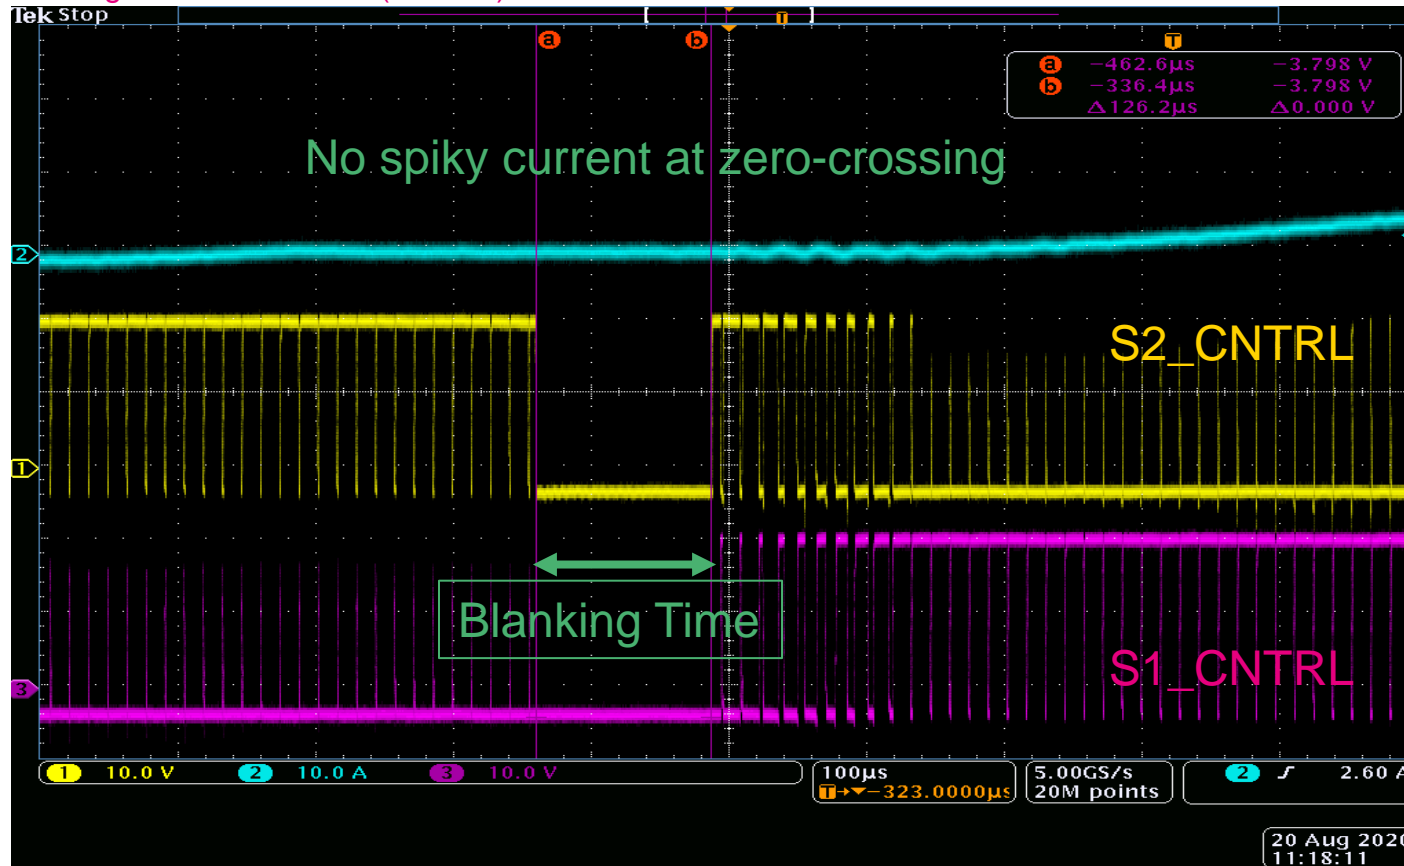 Tek Stop
T
a b T
a -462.6µs -3.798 V
b -336.4µs -3.798 V
Δ126.2µs Δ0.000 V
No spiky current at zero-crossing
2
S2_CNTRL
1
Blanking Time
S1_CNTRL
3
1 10.0 V 2 10.0 A 3 10.0 V 100µs 5.00GS/s 2 2.60 A
T→▼-323.0000µs 20M points
20 Aug 2020
11:18:11